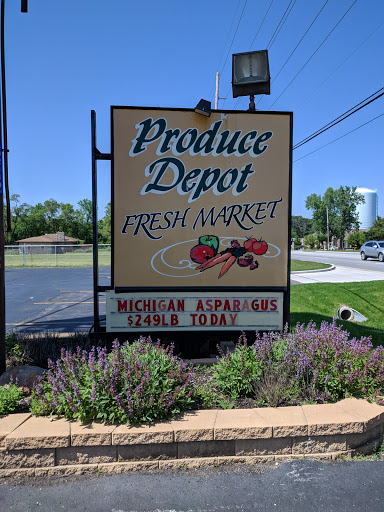 Produce
Depot
FRESH MARKET
MICHIGAN ASPARAGUS
$249LB TODAY